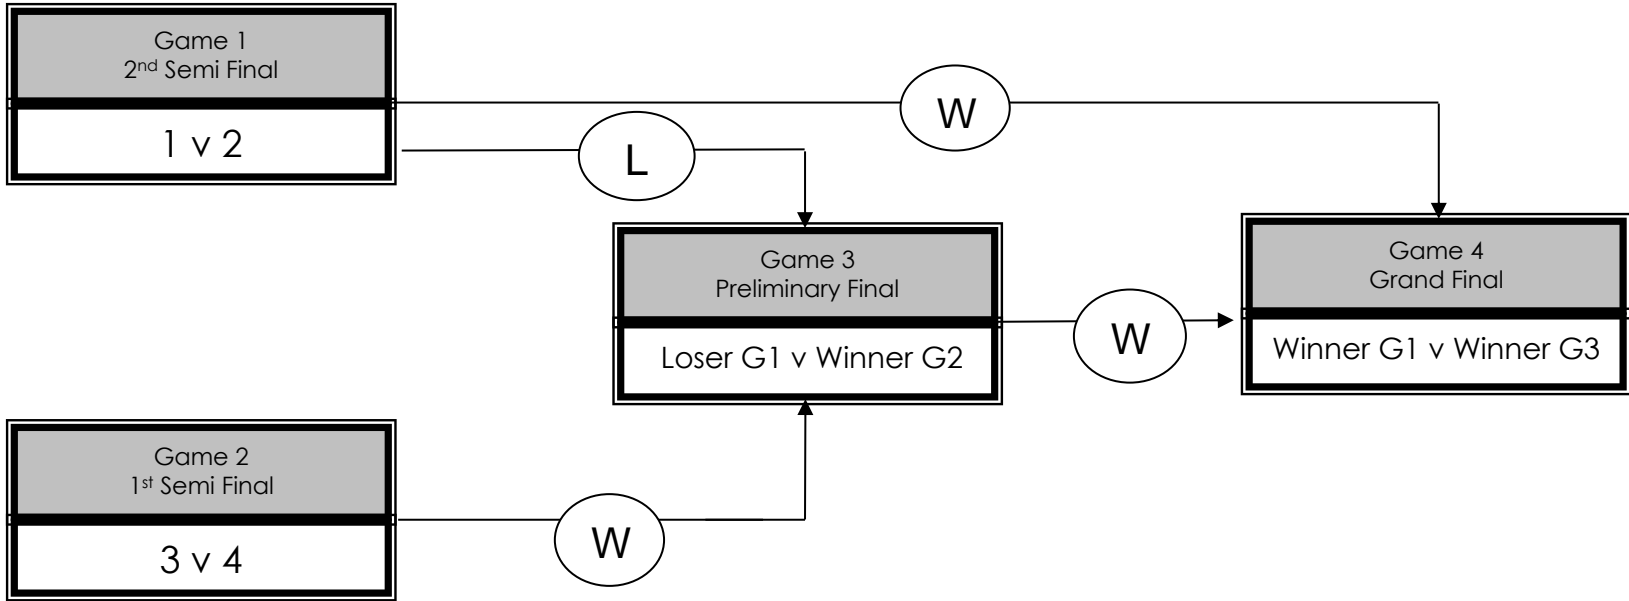 Game 1
2nd Semi Final
1 v 2
W
L
Game 3
Preliminary Final
Loser G1 v Winner G2
W
Game 4
Grand Final
Winner G1 v Winner G3
Game 2
1st Semi Final
3 v 4
W